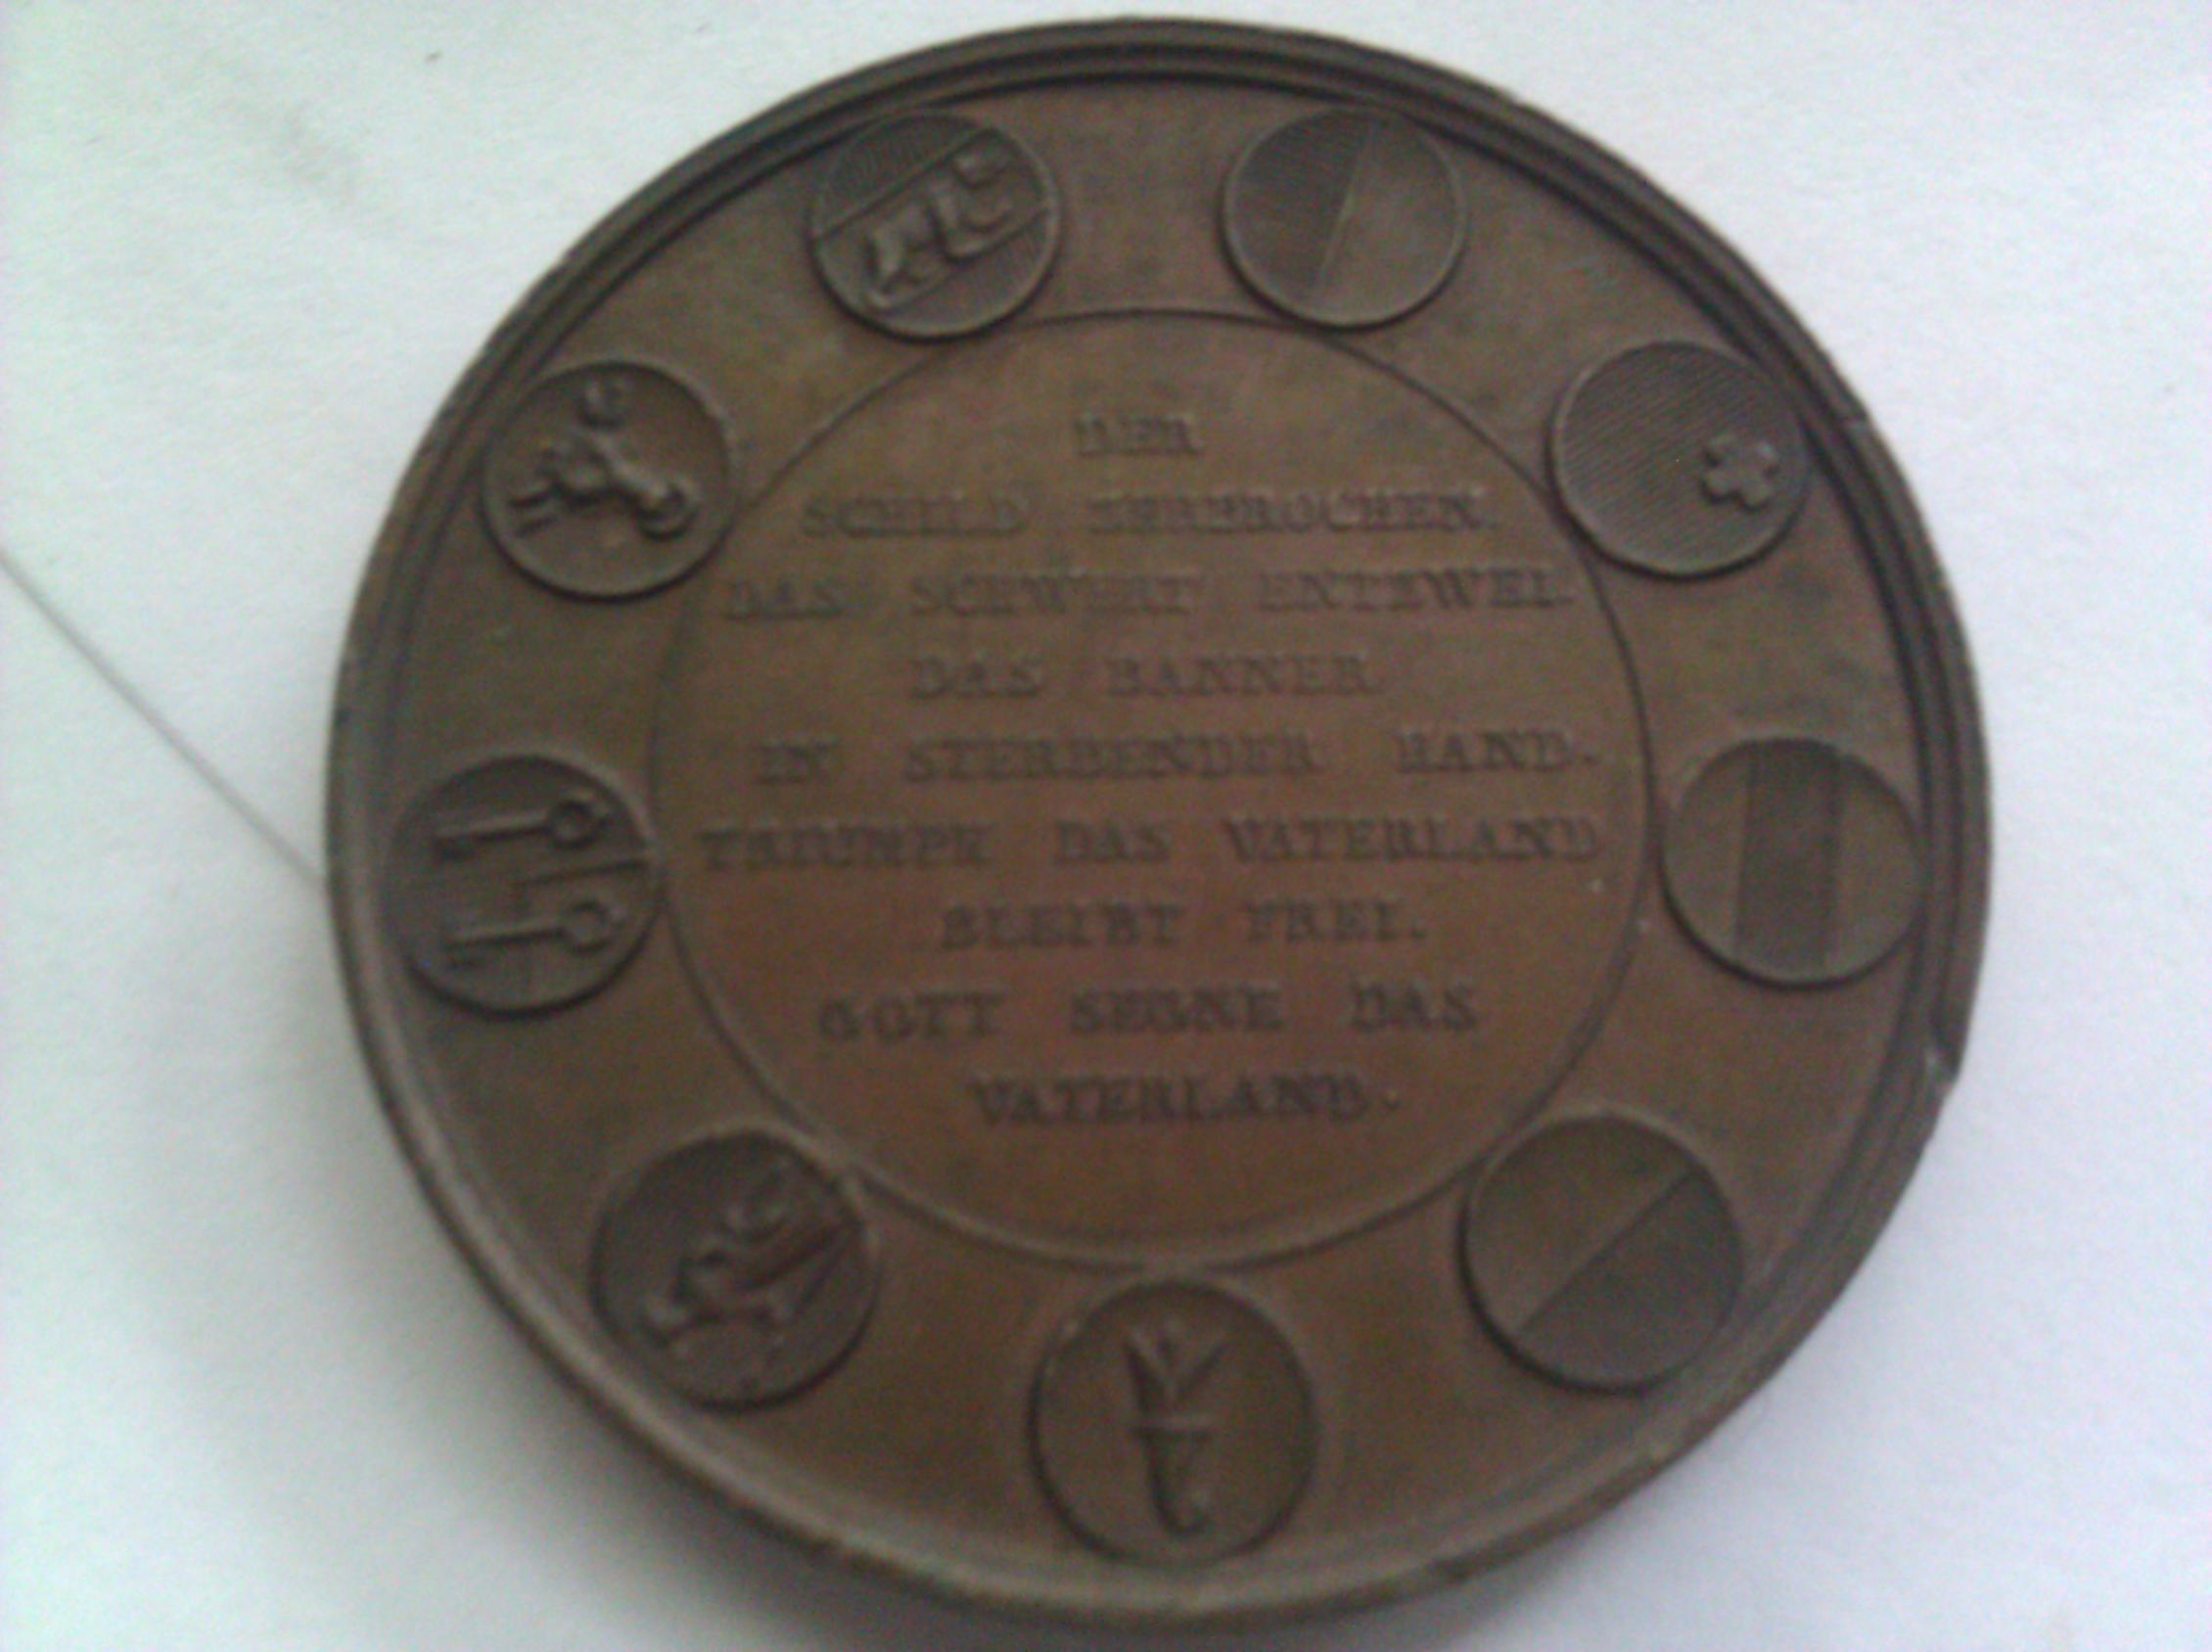 DER
SCHILD ZERBROCHEN.
DAS SCHWERT ENTZWEI.
DAS BANNER
IN STERBENDER HAND.
TRIUMPH DAS VATERLAND
BLEIBT FREI.
GOTT SEGNE DAS
VATERLAND.